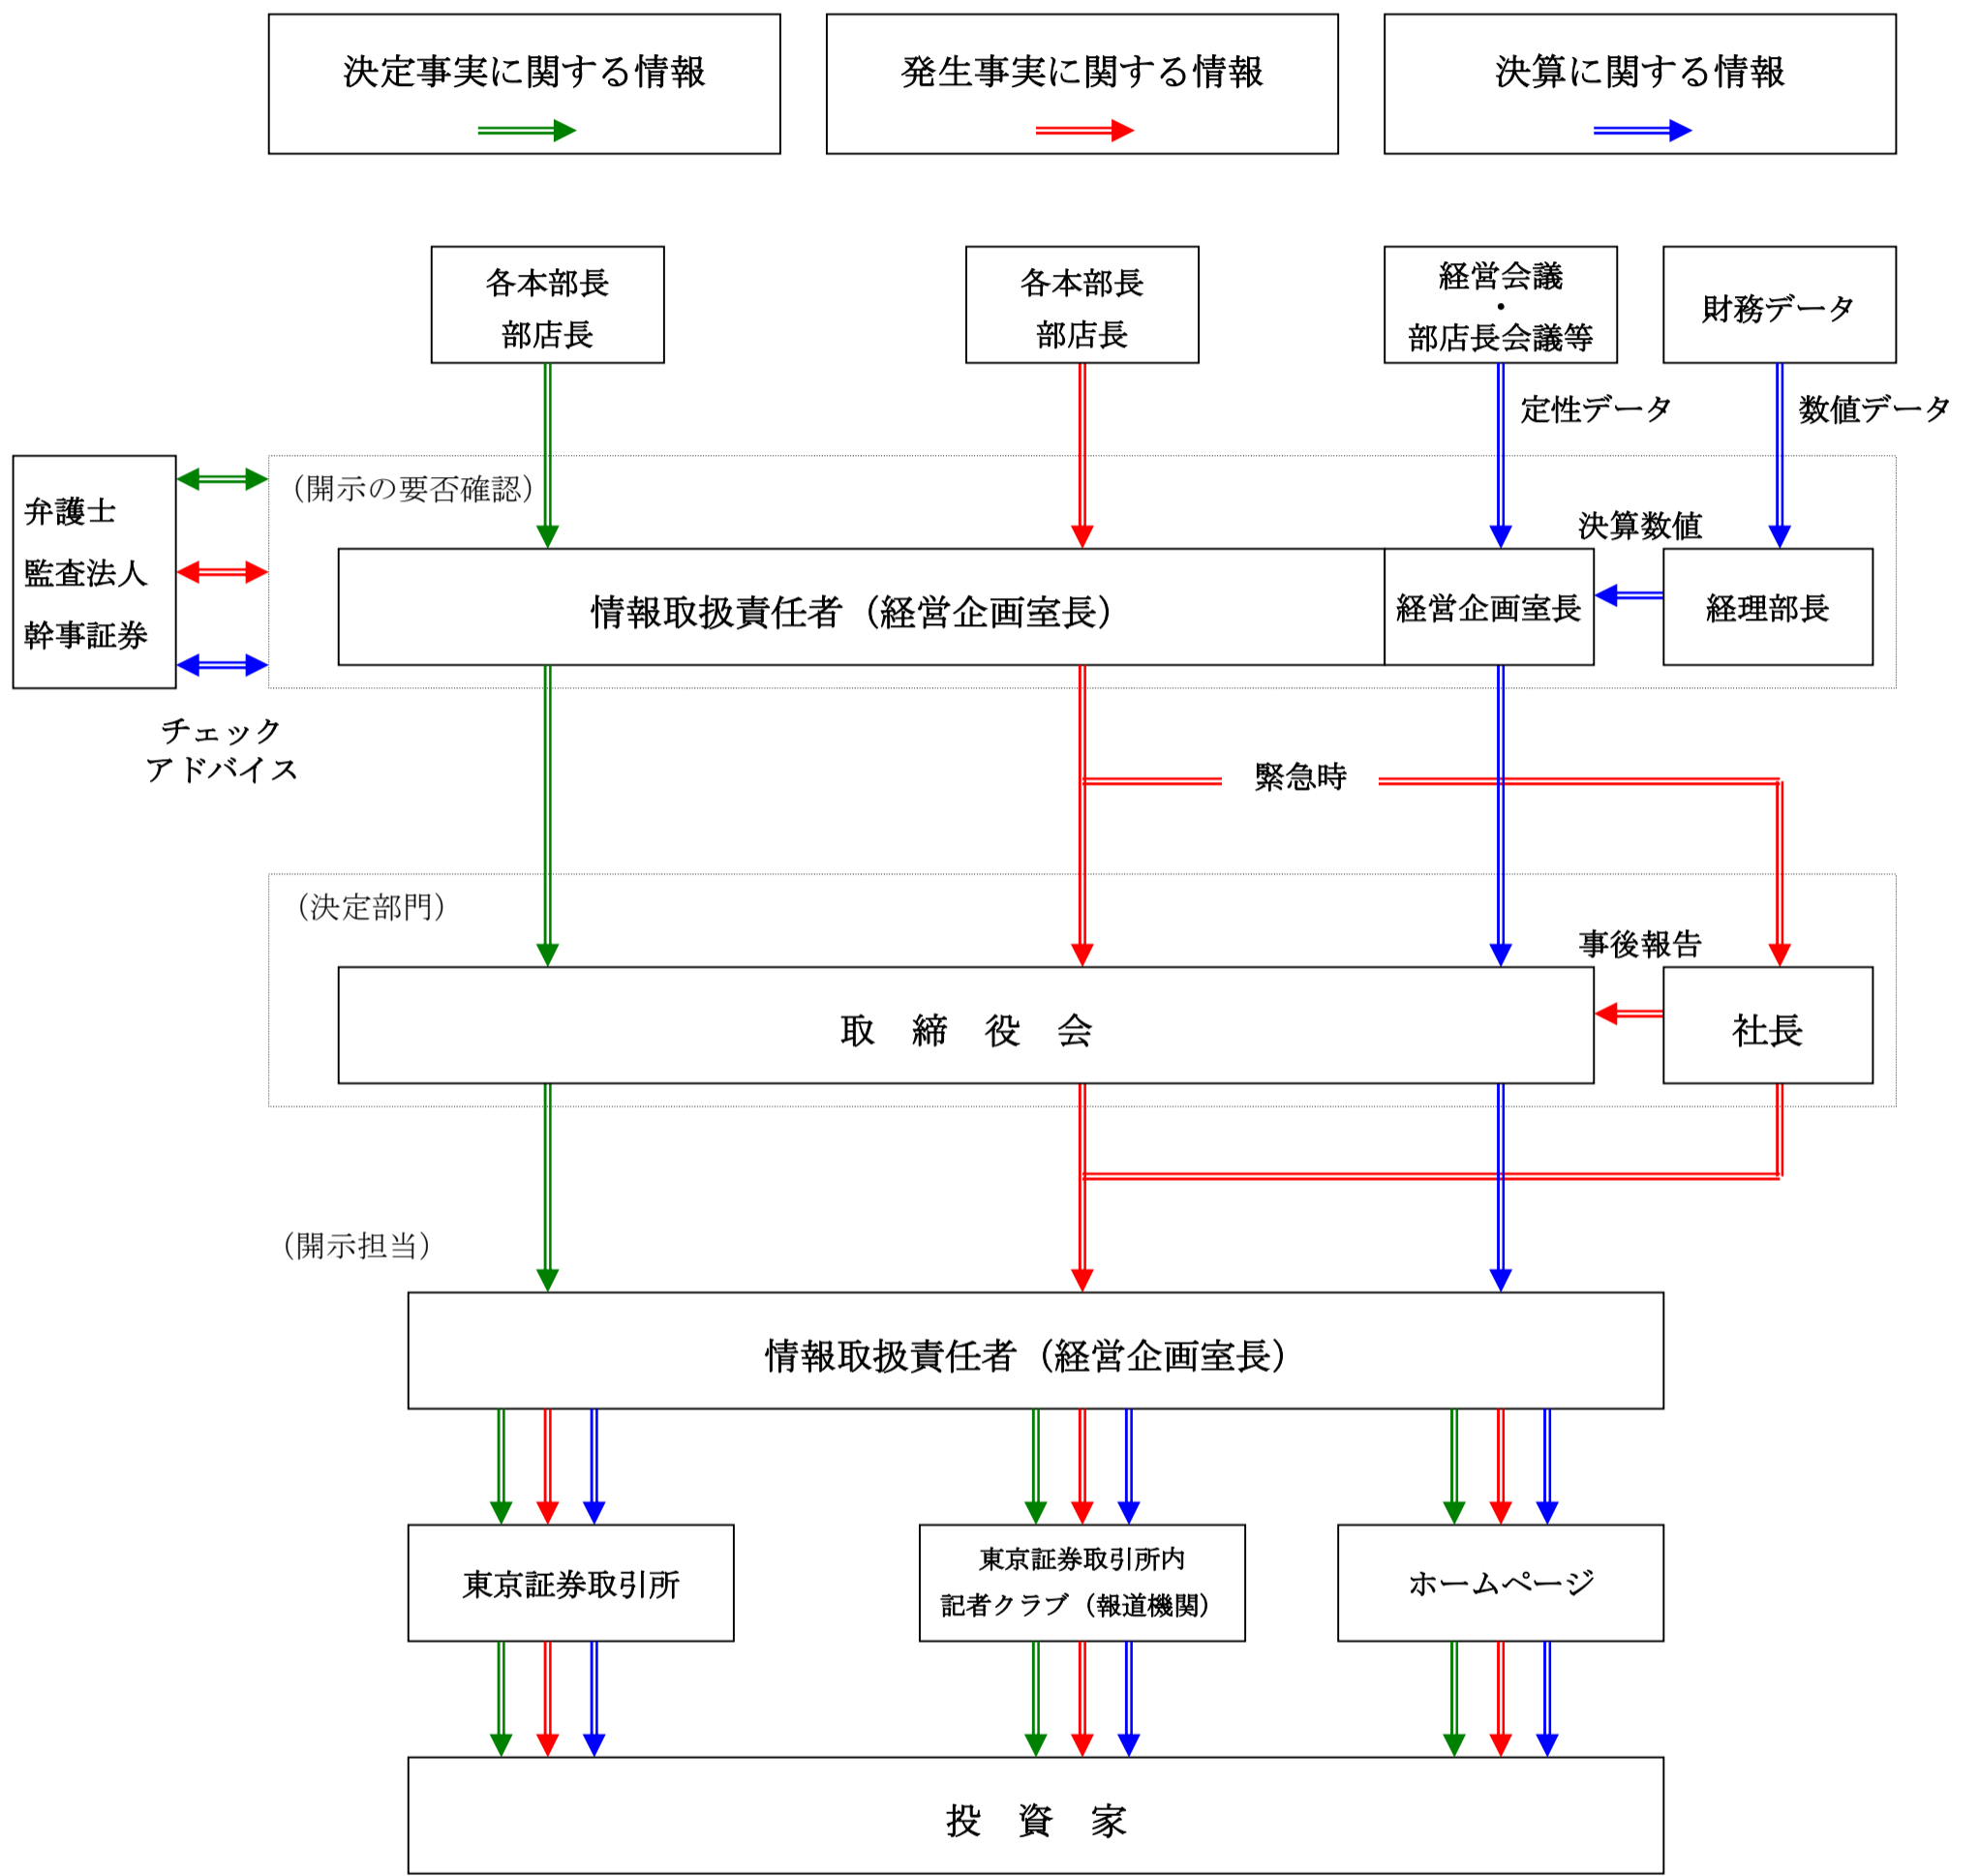 決定事実に関する情報
発生事実に関する情報
決算に関する情報
各本部長
部店長
各本部長
部店長
経営会議
・
部店長会議等
財務データ
定性データ
数値データ
弁護士
監査法人
幹事証券
（開示の要否確認）
決算数値
情報取扱責任者（経営企画室長）
経営企画室長
経理部長
チェック
アドバイス
緊急時
（決定部門）
事後報告
取　締　役　会
社長
（開示担当）
情報取扱責任者（経営企画室長）
東京証券取引所
東京証券取引所内
記者クラブ（報道機関）
ホームページ
投　資　家